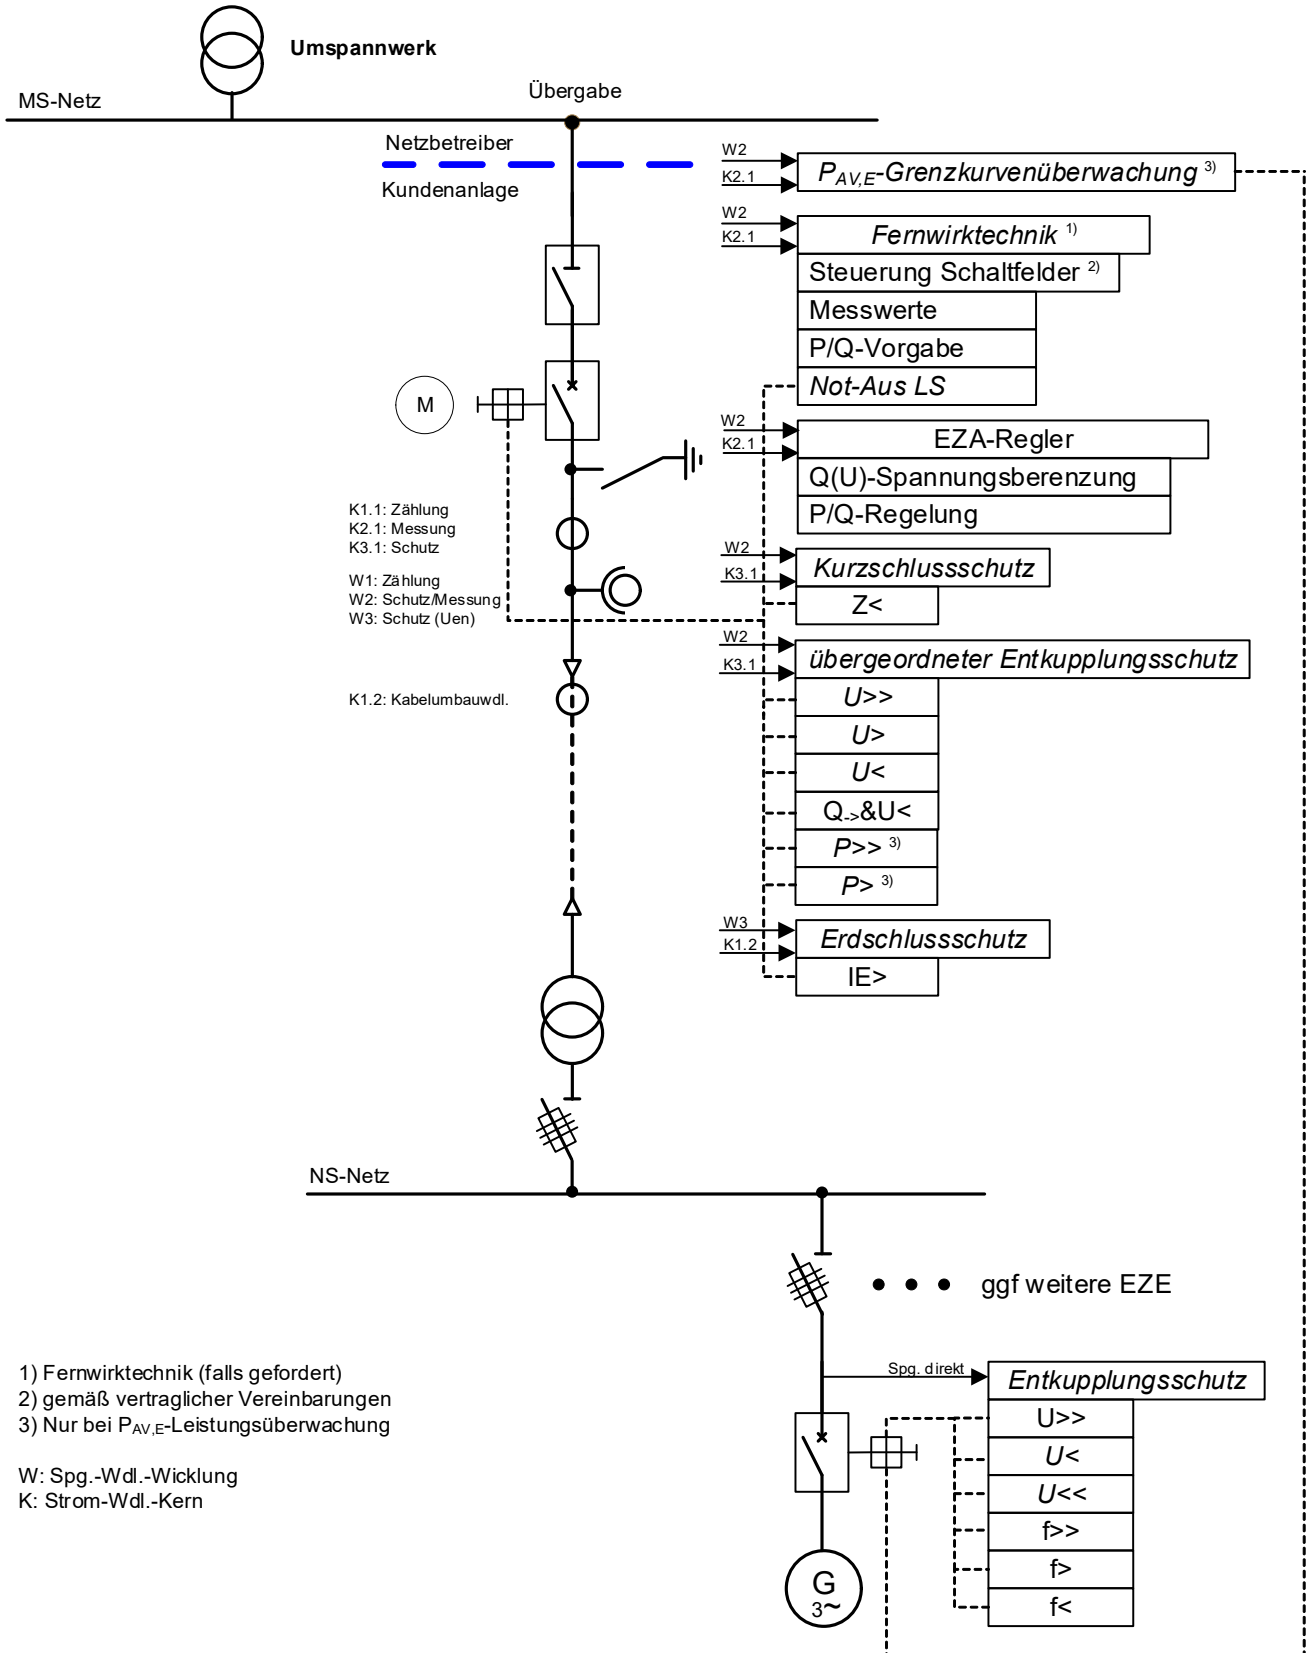 Umspannwerk
MS-Netz
Übergabe
Netzbetreiber
Kundenanlage
W2
K2.1
P_AV,E-Grenzkurvenüberwachung 3)
W2
K2.1
Fernwirktechnik 1)
Steuerung Schaltfelder 2)
Messwerte
P/Q-Vorgabe
Not-Aus LS
M
W2
K2.1
EZA-Regler
Q(U)-Spannungsberenzung
P/Q-Regelung
K1.1: Zählung
K2.1: Messung
K3.1: Schutz
W1: Zählung
W2: Schutz/Messung
W3: Schutz (Uen)
W2
K3.1
Kurzschlussschutz
Z<
W2
K3.1
übergeordneter Entkupplungsschutz
U>>
U>
U<
Q->&U<
P>> 3)
P> 3)
K1.2: Kabelumbauwdl.
W3
K1.2
Erdschlussschutz
IE>
NS-Netz
ggf weitere EZE
Spg. direkt
Entkupplungsschutz
U>>
U<
U<<
f>>
f>
f<
G
3~
1) Fernwirktechnik (falls gefordert)
2) gemäß vertraglicher Vereinbarungen
3) Nur bei P_AV,E-Leistungsüberwachung
W: Spg.-Wdl.-Wicklung
K: Strom-Wdl.-Kern